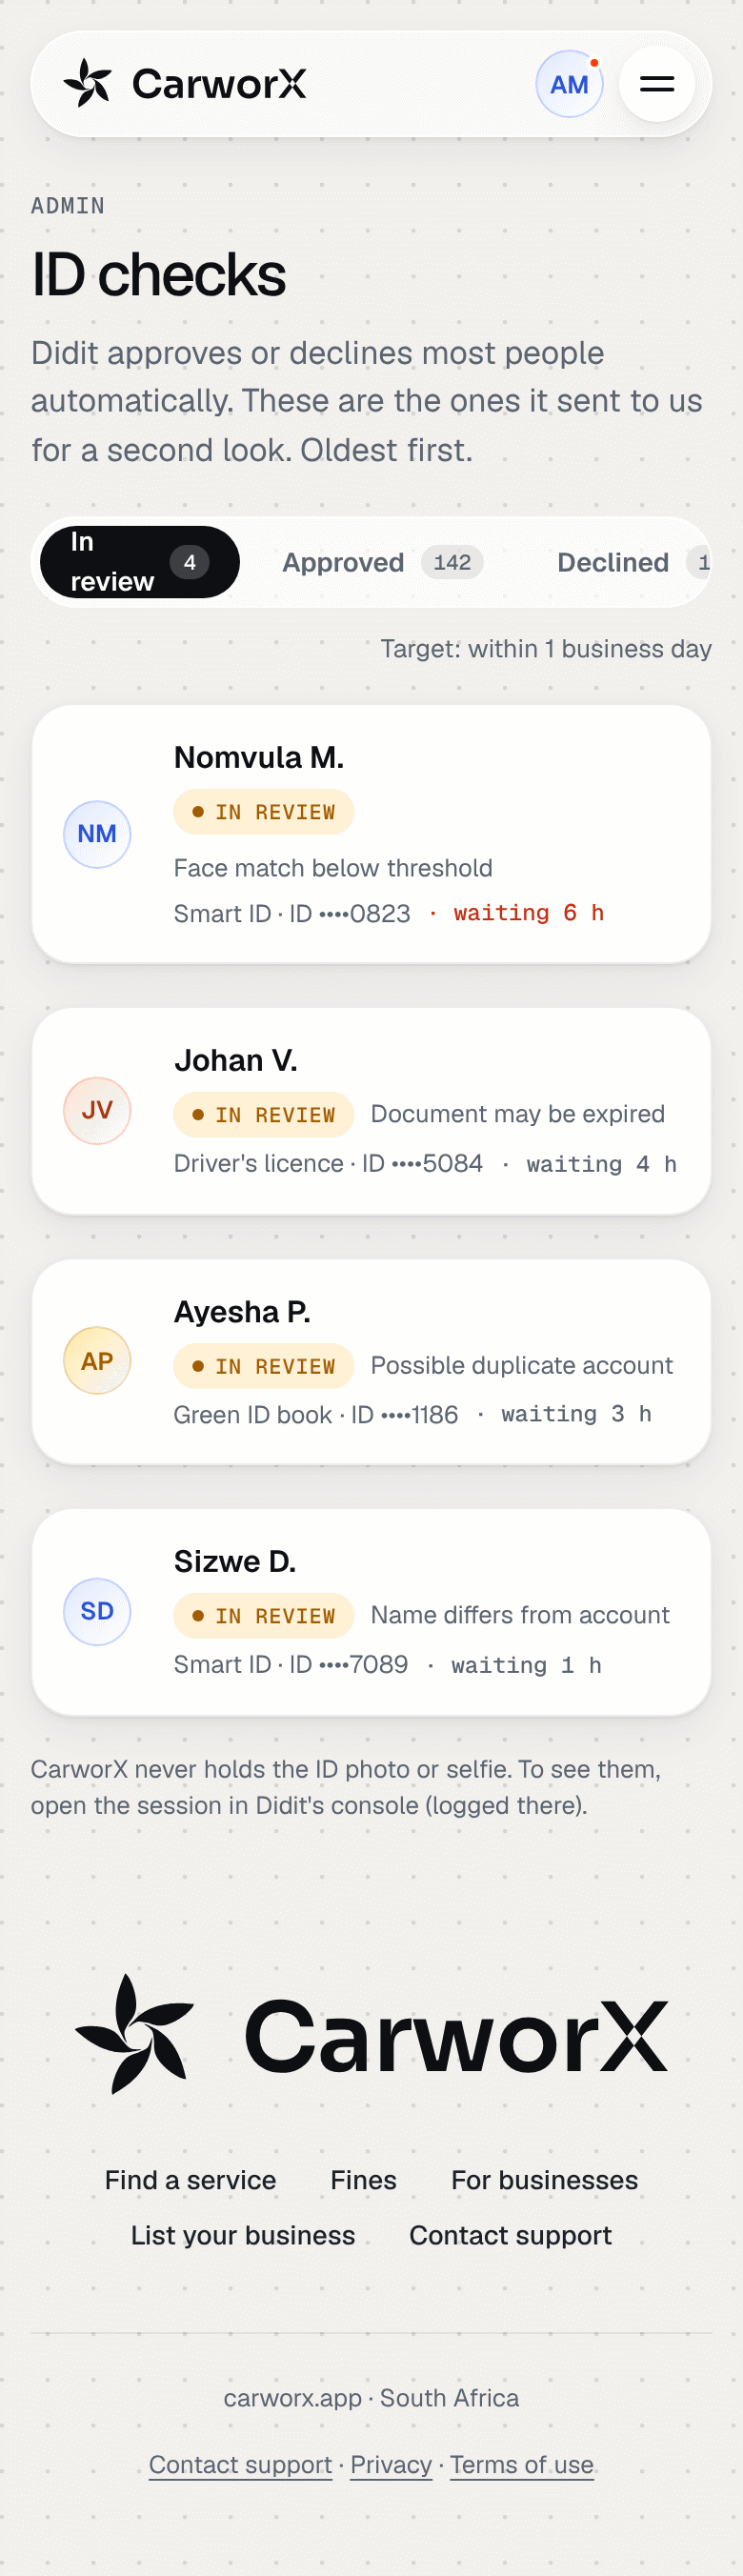 CarworX
AM
ADMIN
ID checks
Didit approves or declines most people
automatically. These are the ones it sent to us
for a second look. Oldest first.
In
review
4
Approved 142
Declined 1
Target: within 1 business day
Nomvula M.
NM
IN REVIEW
Face match below threshold
Smart ID · ID ••••0823 · waiting 6 h
Johan V.
JV
IN REVIEW Document may be expired
Driver's licence · ID ••••5084 · waiting 4 h
Ayesha P.
AP
IN REVIEW Possible duplicate account
Green ID book · ID ••••1186 · waiting 3 h
Sizwe D.
SD
IN REVIEW Name differs from account
Smart ID · ID ••••7089 · waiting 1 h
CarworX never holds the ID photo or selfie. To see them,
open the session in Didit's console (logged there).
CarworX
Find a service Fines For businesses
List your business Contact support
carworx.app · South Africa
Contact support · Privacy · Terms of use